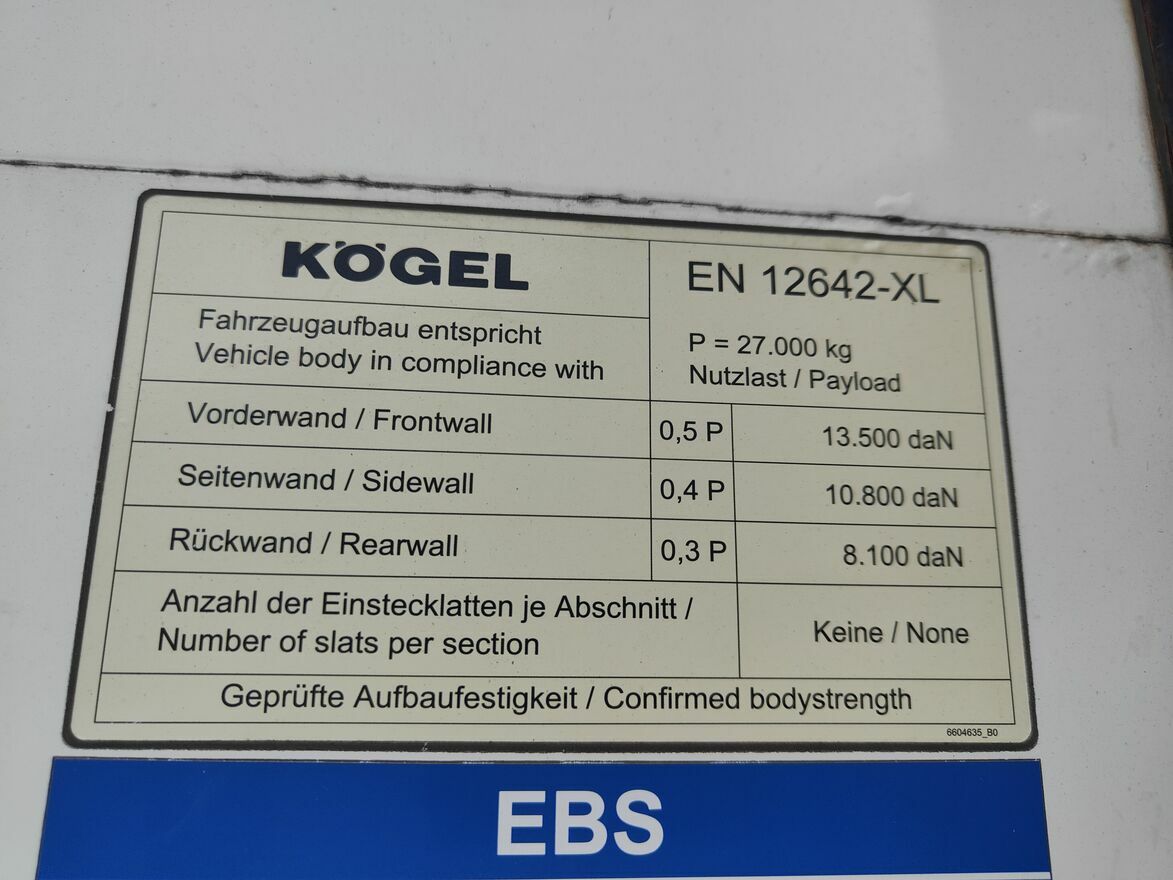 KÖGEL
EN 12642-XL
Fahrzeugaufbau entspricht
Vehicle body in compliance with
P = 27.000 kg
Nutzlast / Payload
Vorderwand / Frontwall 0,5 P 13.500 daN
Seitenwand / Sidewall 0,4 P 10.800 daN
Rückwand / Rearwall 0,3 P 8.100 daN
Anzahl der Einstecklatten je Abschnitt /
Number of slats per section
Keine / None
Geprüfte Aufbaufestigkeit / Confirmed bodystrength
6604635_B0
EBS